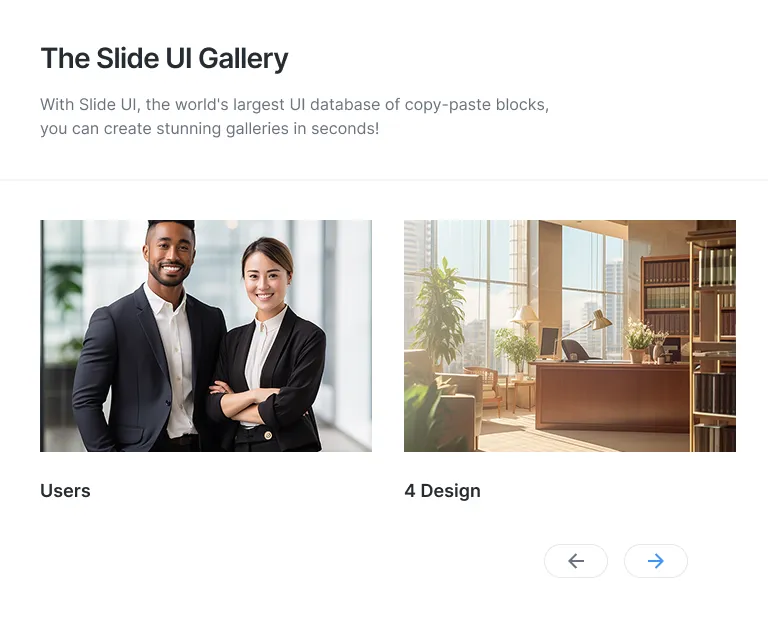 The Slide UI Gallery
With Slide UI, the world's largest UI database of copy-paste blocks,
you can create stunning galleries in seconds!
Users
4 Design